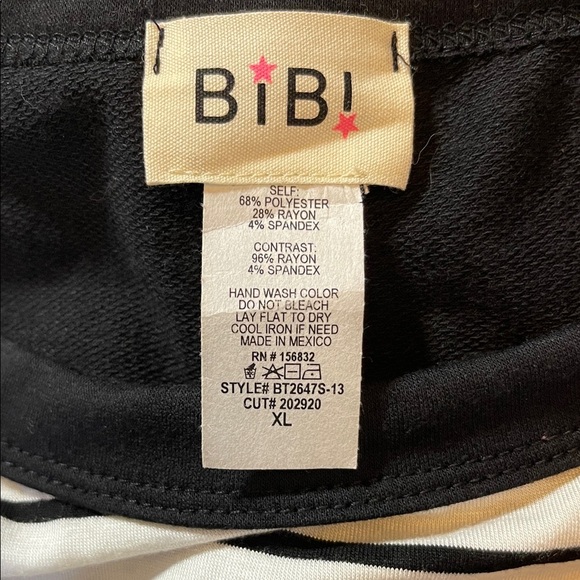 BiBi
SELF:
68% POLYESTER
28% RAYON
4% SPANDEX
CONTRAST:
96% RAYON
4% SPANDEX
HAND WASH COLOR
DO NOT BLEACH
LAY FLAT TO DRY
COOL IRON IF NEED
MADE IN MEXICO
RN # 156832
STYLE# BT2647S-13
CUT# 202920
XL